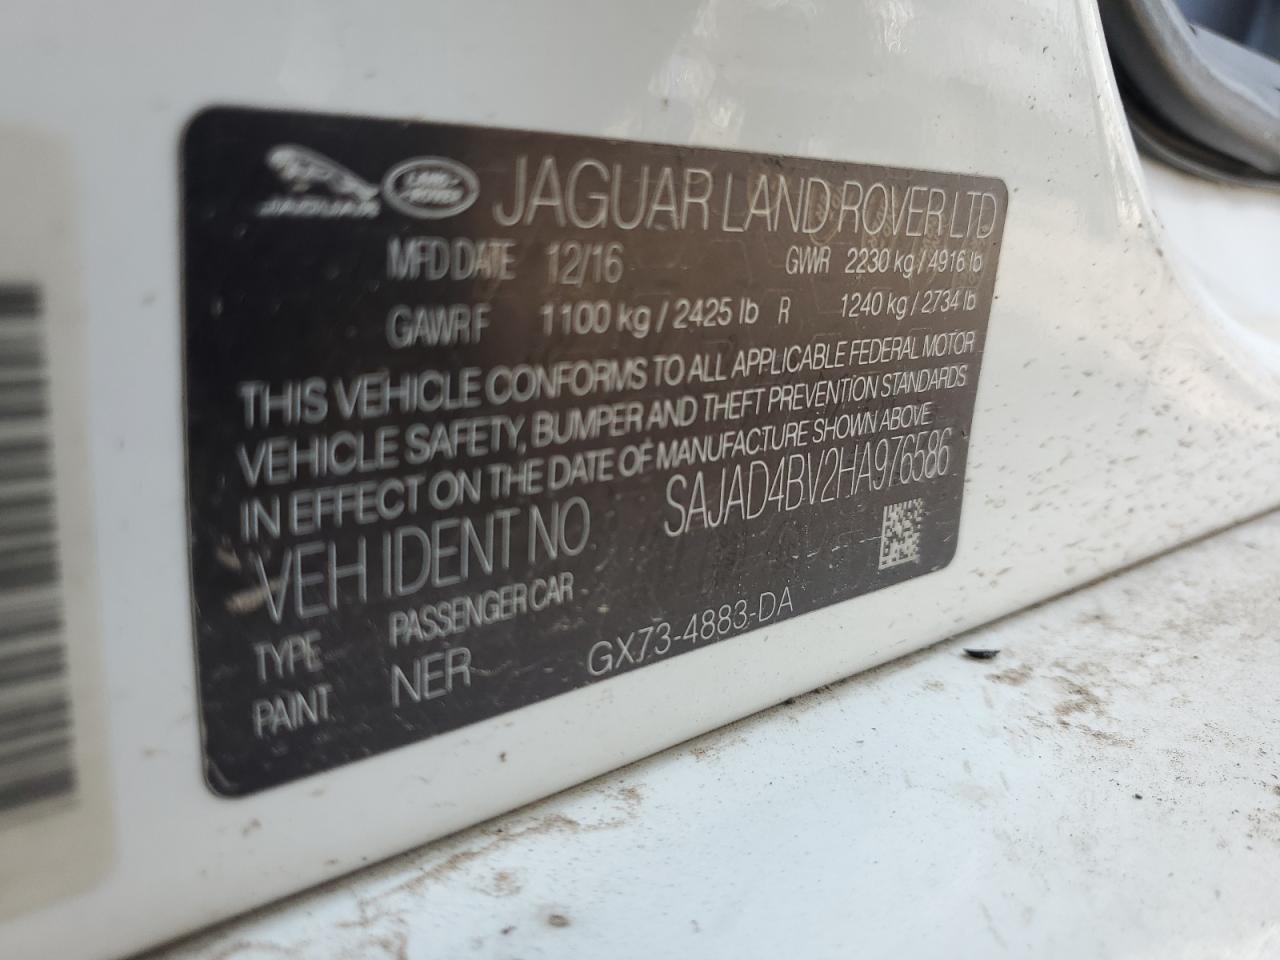 JAGUAR LAND ROVER JAGUAR LAND ROVER LTD
MFD DATE 12/16 GVWR 2230 kg / 4916 lb
GAWR F 1100 kg / 2425 lb R 1240 kg / 2734 lb
THIS VEHICLE CONFORMS TO ALL APPLICABLE FEDERAL MOTOR
VEHICLE SAFETY, BUMPER AND THEFT PREVENTION STANDARDS
IN EFFECT ON THE DATE OF MANUFACTURE SHOWN ABOVE
VEH IDENT NO SAJAD4BV2HA976586
TYPE PASSENGER CAR
PAINT NER GX73-4883-DA